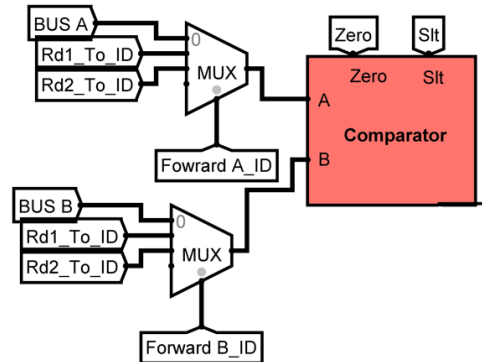 BUS A
Rd1_To_ID
Rd2_To_ID
0
MUX
Fowrard A_ID
Zero
Slt
Zero
Slt
A
Comparator
B
BUS B
Rd1_To_ID
Rd2_To_ID
0
MUX
Forward B_ID